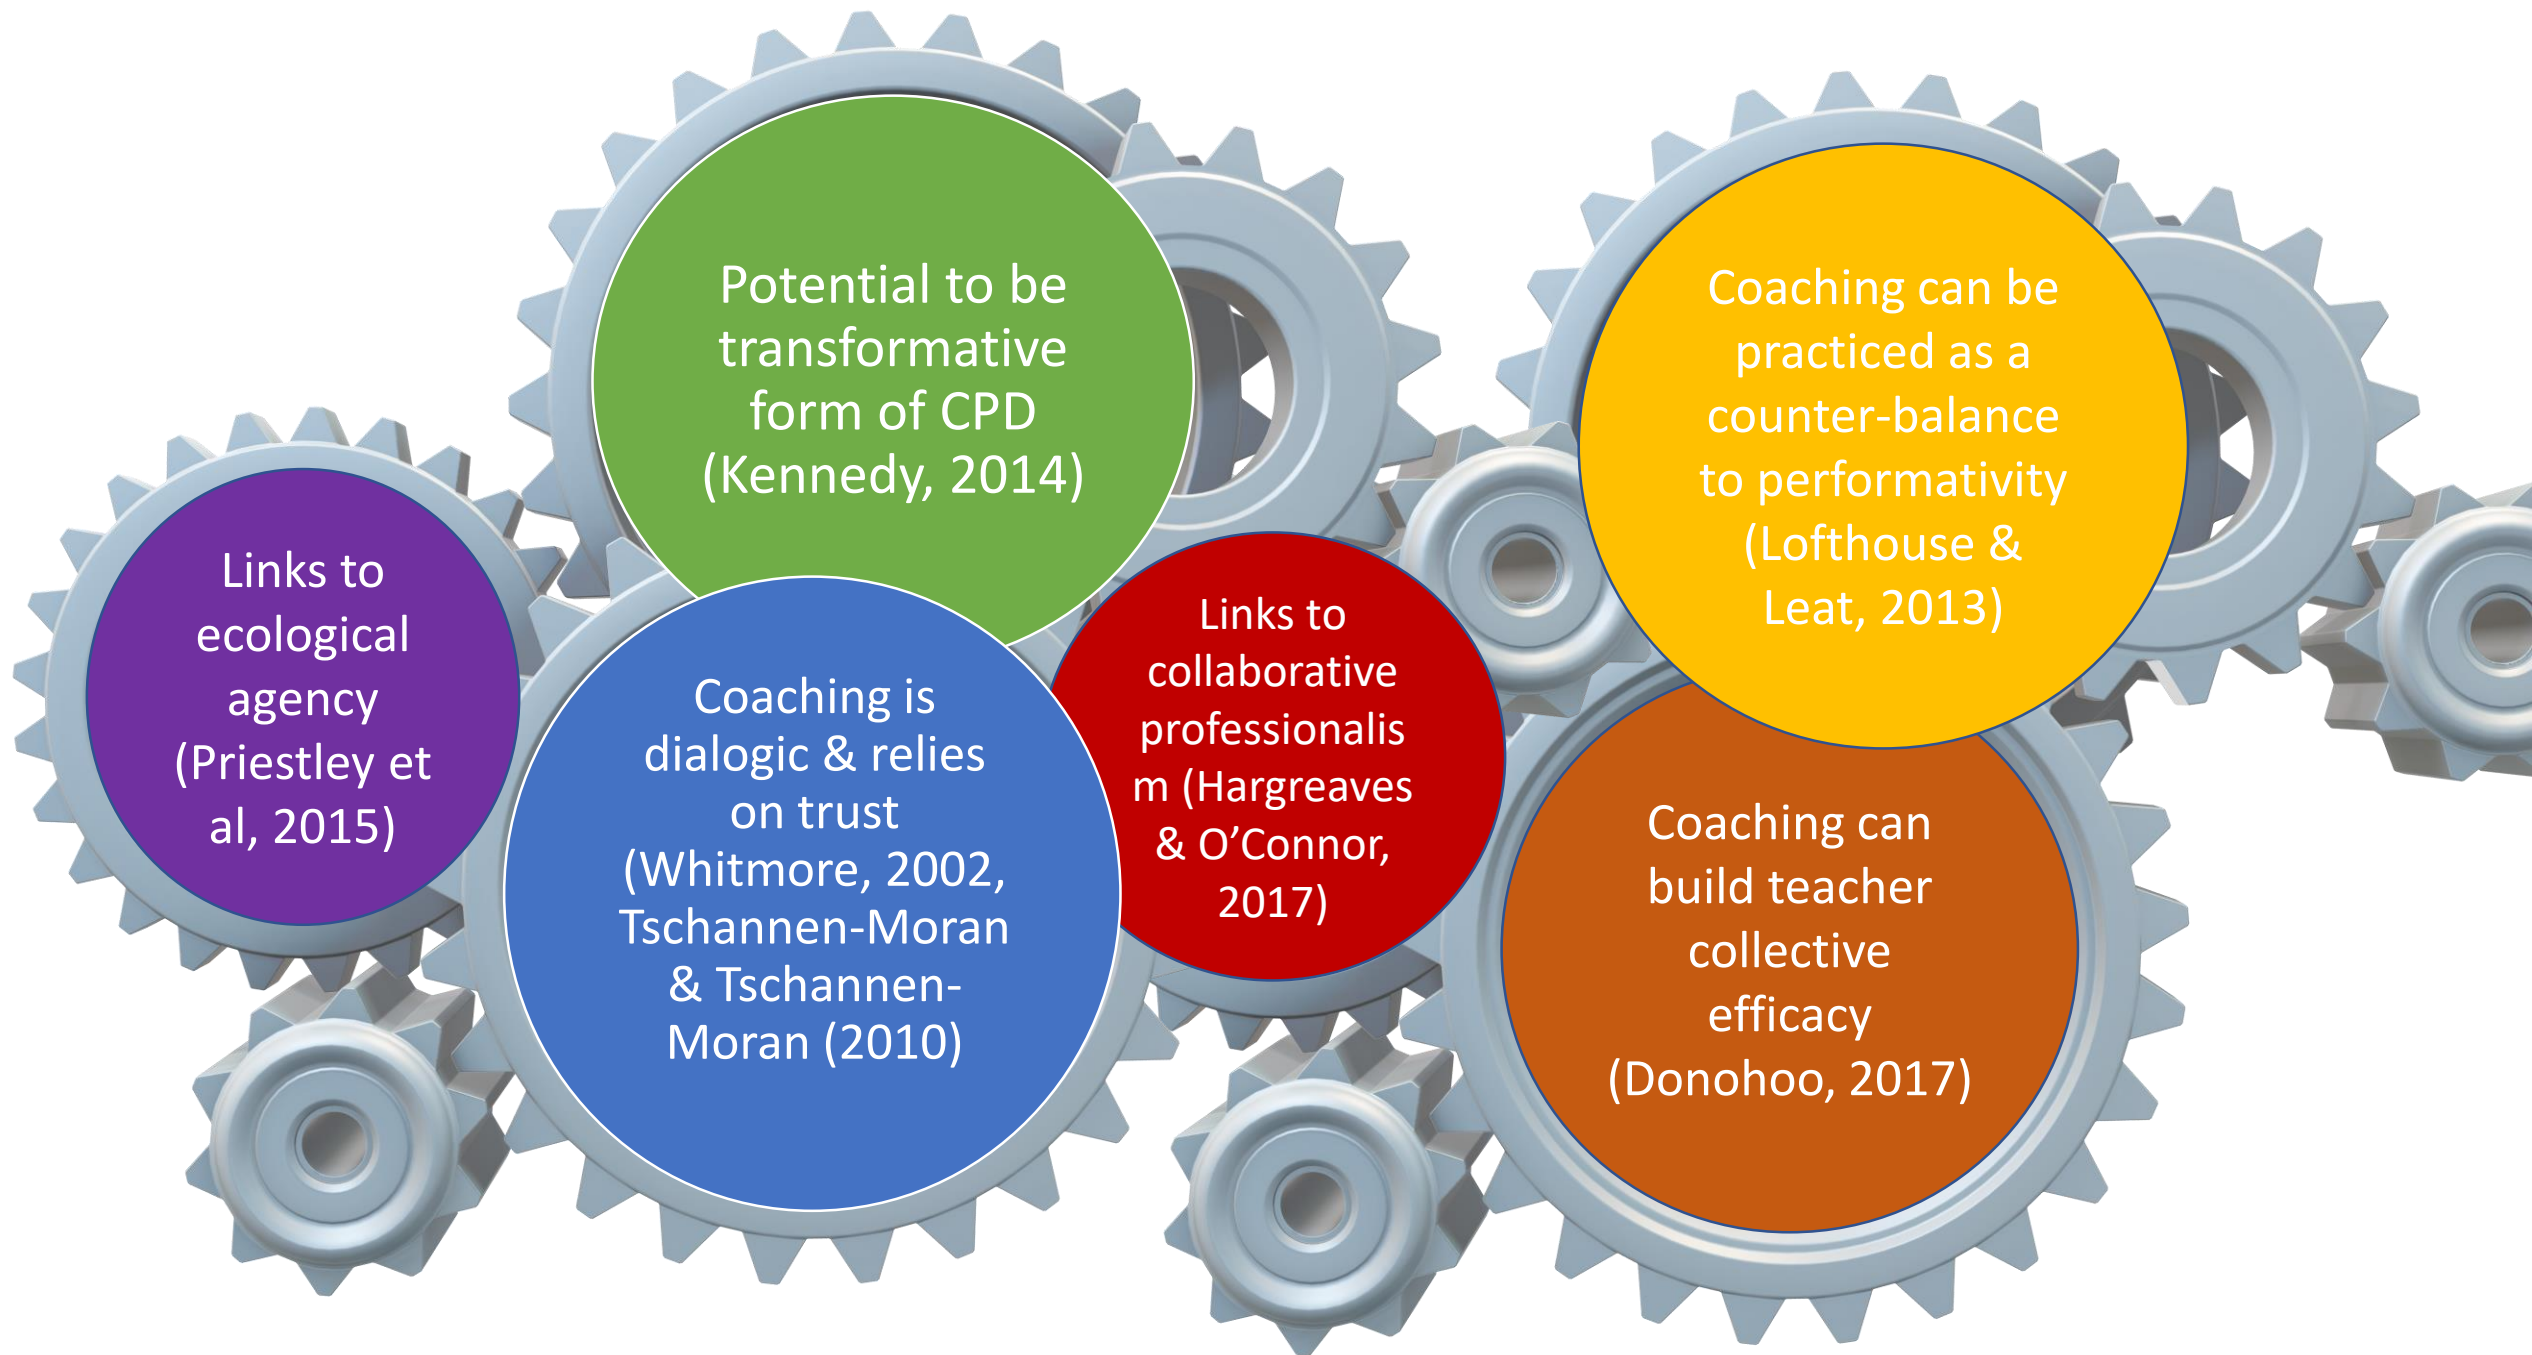 Links to
ecological
agency
(Priestley et
al, 2015)
Potential to be
transformative
form of CPD
(Kennedy, 2014)
Coaching is
dialogic & relies
on trust
(Whitmore, 2002,
Tschannen-Moran
& Tschannen-
Moran (2010)
Links to
collaborative
professionalis
m (Hargreaves
& O’Connor,
2017)
Coaching can be
practiced as a
counter-balance
to performativity
(Lofthouse &
Leat, 2013)
Coaching can
build teacher
collective
efficacy
(Donohoo, 2017)